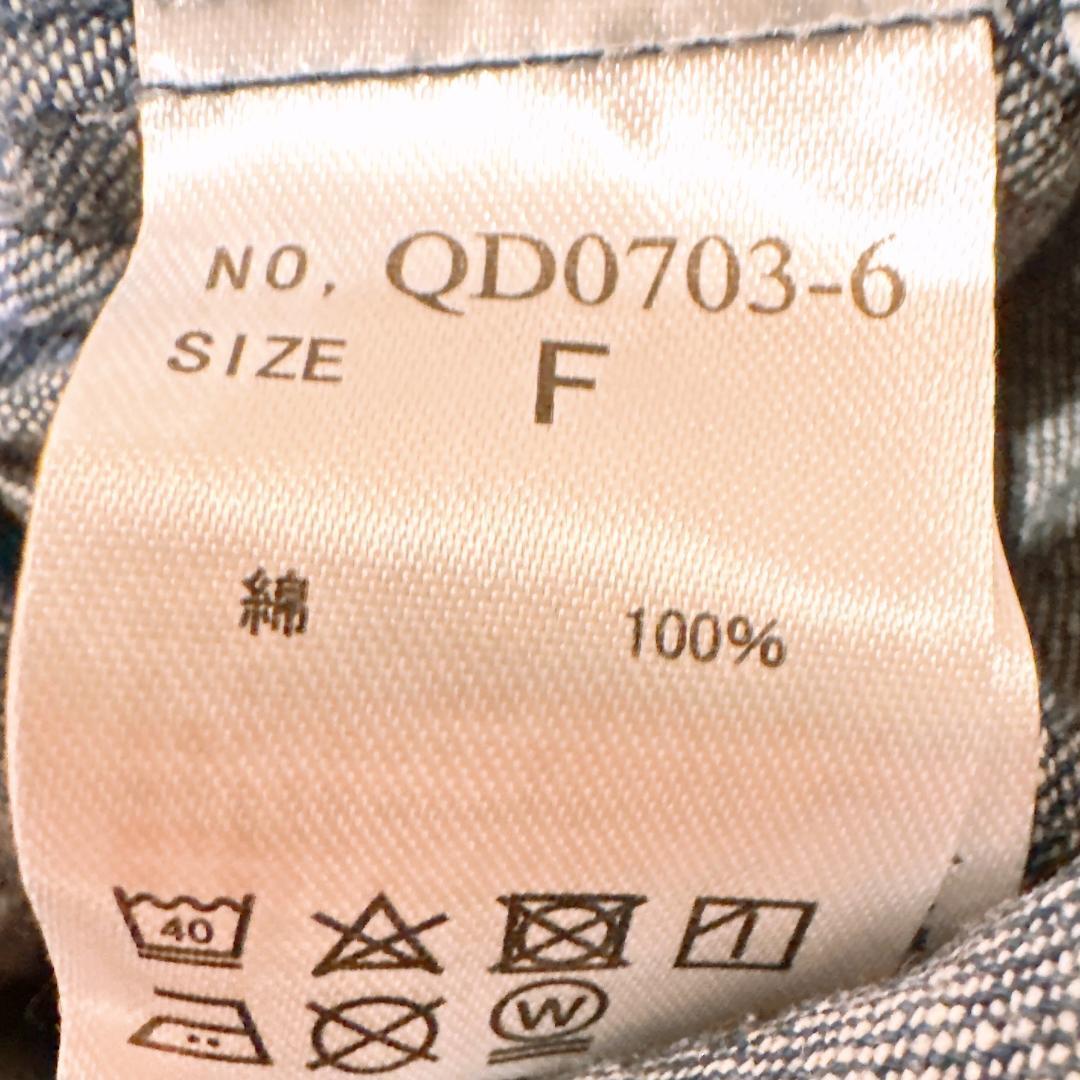 NO. QD0703-6
SIZE F
綿 100%
40
W